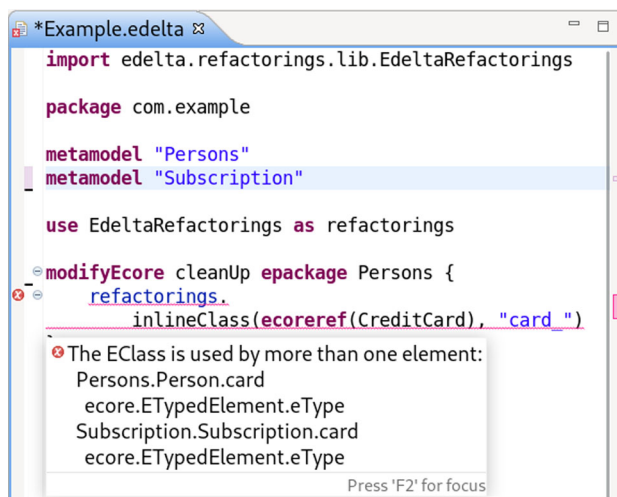 *Example.edelta
import edelta.refactorings.lib.EdeltaRefactorings
package com.example
metamodel "Persons"
metamodel "Subscription"
use EdeltaRefactorings as refactorings
modifyEcore cleanUp epackage Persons {
refactorings.
inlineClass(ecoreref(CreditCard), "card_")
The EClass is used by more than one element:
Persons.Person.card
ecore.ETypedElement.eType
Subscription.Subscription.card
ecore.ETypedElement.eType
Press 'F2' for focus